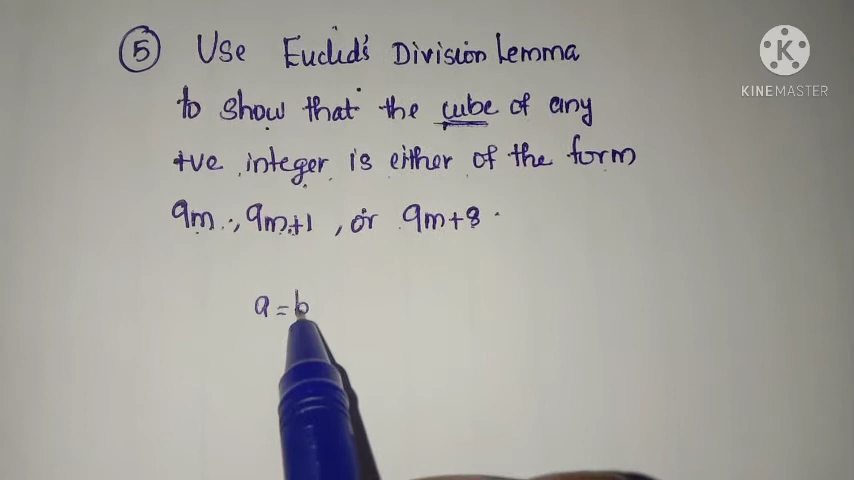 K
KINEMASTER
5 Use Euclid's Division Lemma
to show that the cube of any
+ve integer is either of the form
9m, 9m+1, or 9m+8.
a=b